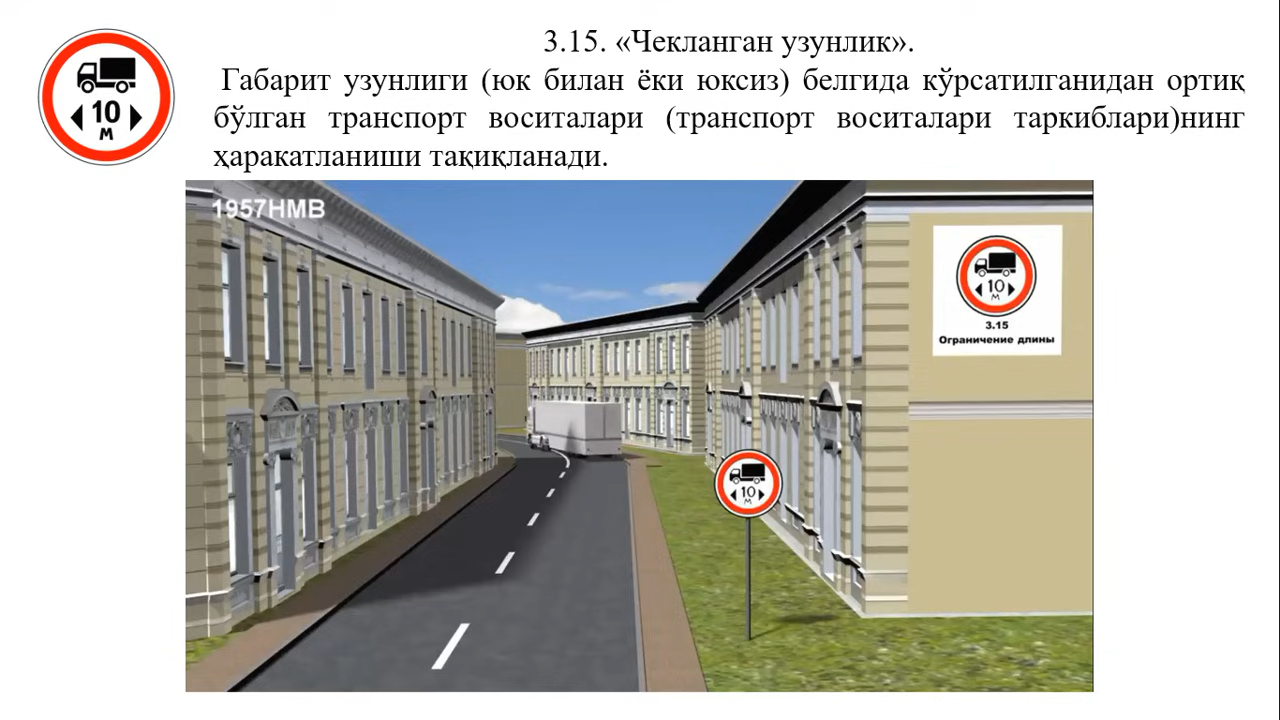 3.15. «Чекланган узунлик».
Габарит узунлиги (юк билан ёки юксиз) белгида кўрсатилганидан ортиқ
бўлган транспорт воситалари (транспорт воситалари таркиблари)нинг
ҳаракатланиши тақиқланади.
10
м
1957НМВ
10
М
3.15
Ограничение длины
10
М